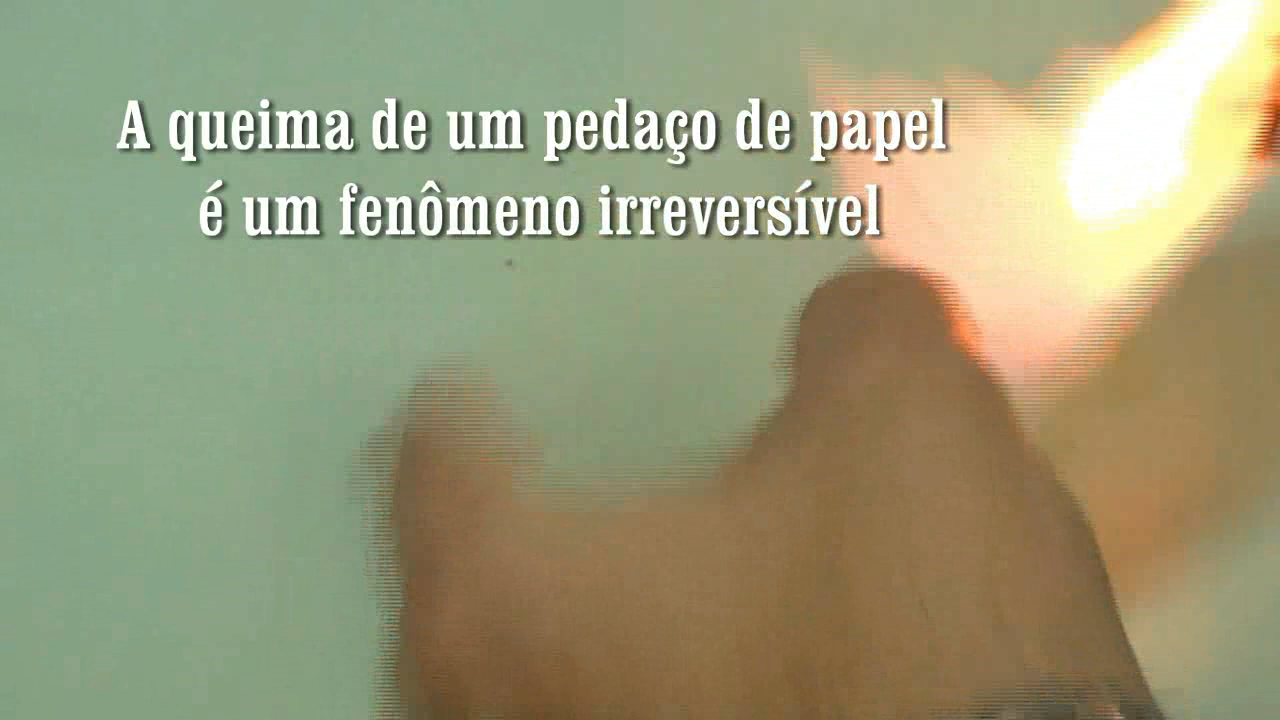 A queima de um pedaço de papel
é um fenômeno irreversível